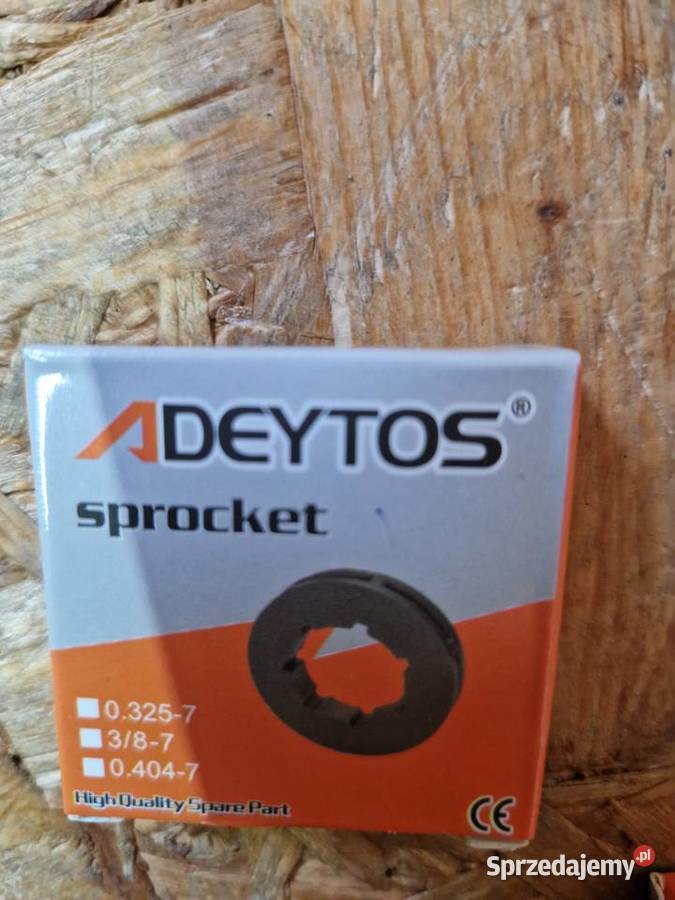 ADEYTOS®
sprocket
0.325-7
3/8-7
0.404-7
High Quality Spare Part
CE
Sprzedajemy.pl